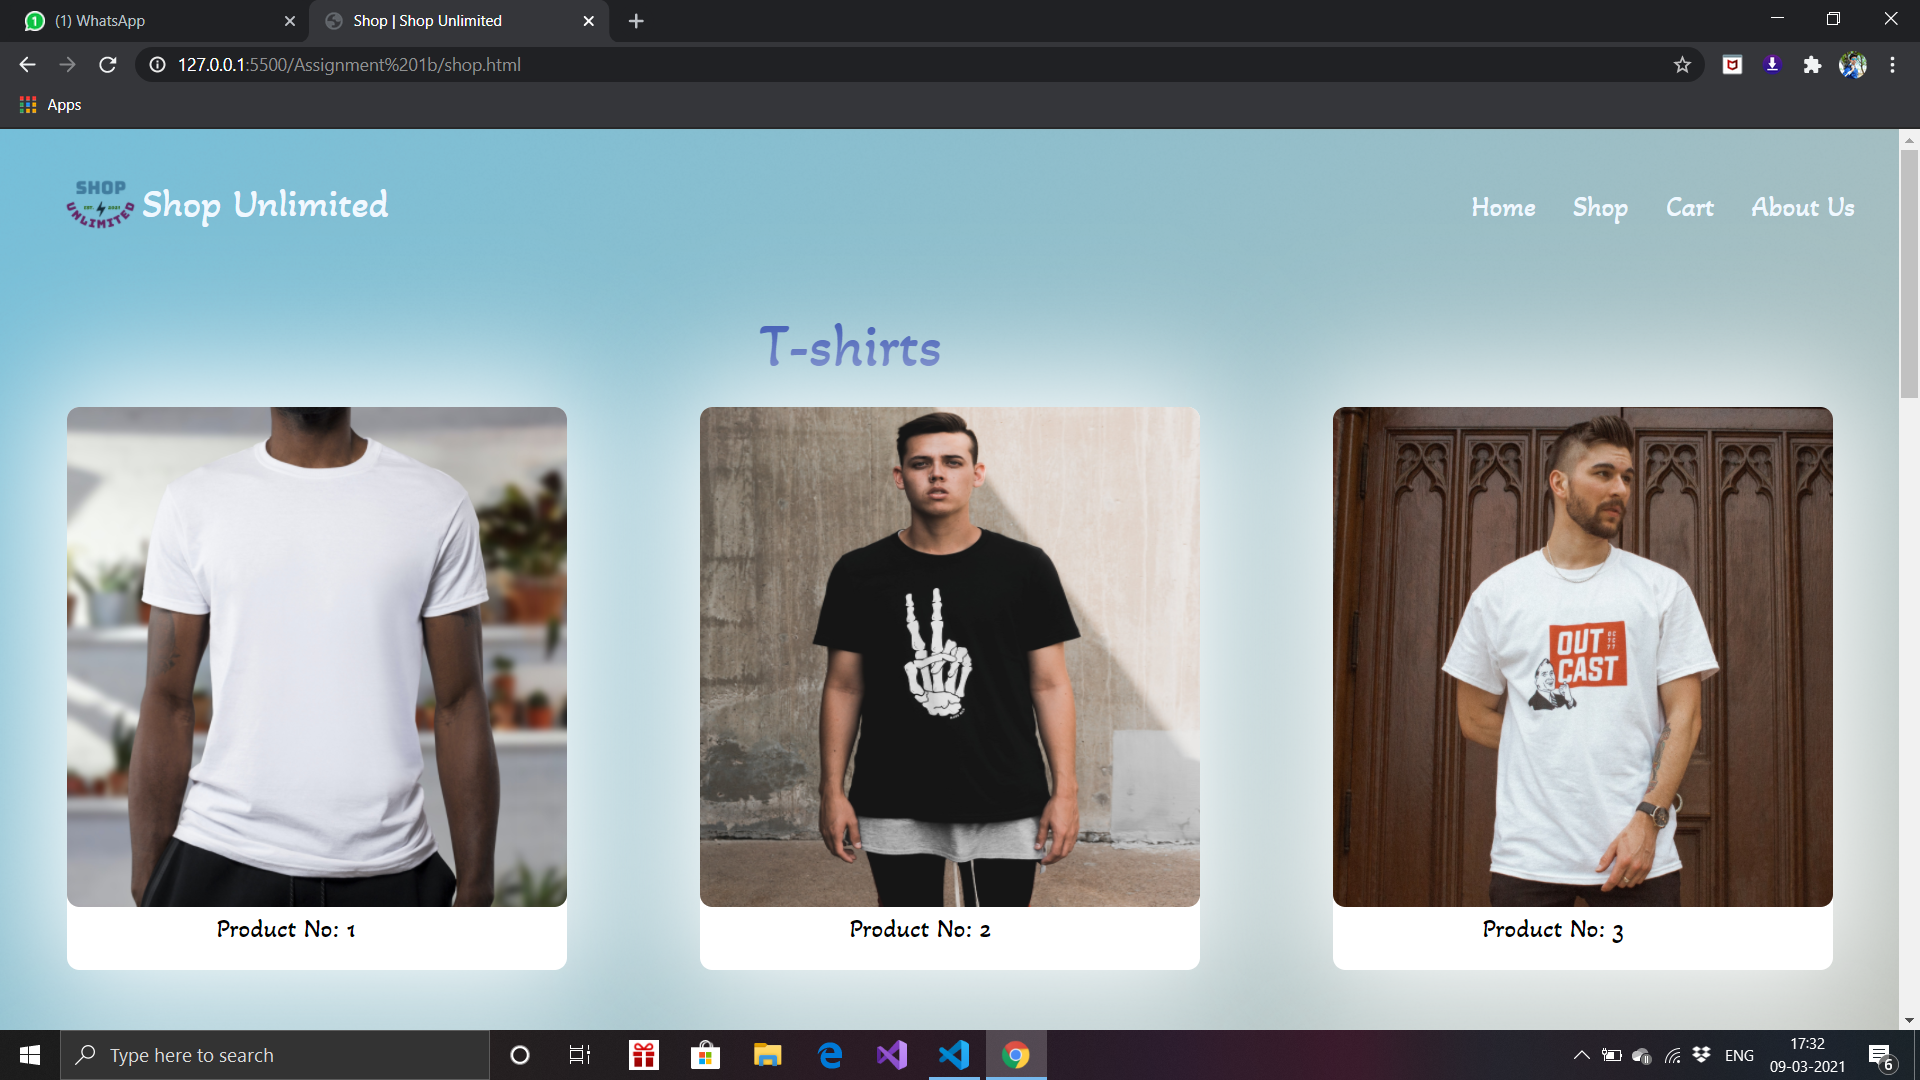 (1) WhatsApp
Shop | Shop Unlimited
127.0.0.1:5500/Assignment%201b/shop.html
Apps
SHOP
EST. 2021
UNLIMITED
Shop Unlimited
Home
Shop
Cart
About Us
T-shirts
OUT
CAST
Product No: 1
Product No: 2
Product No: 3
Type here to search
ENG
17:32
09-03-2021
6